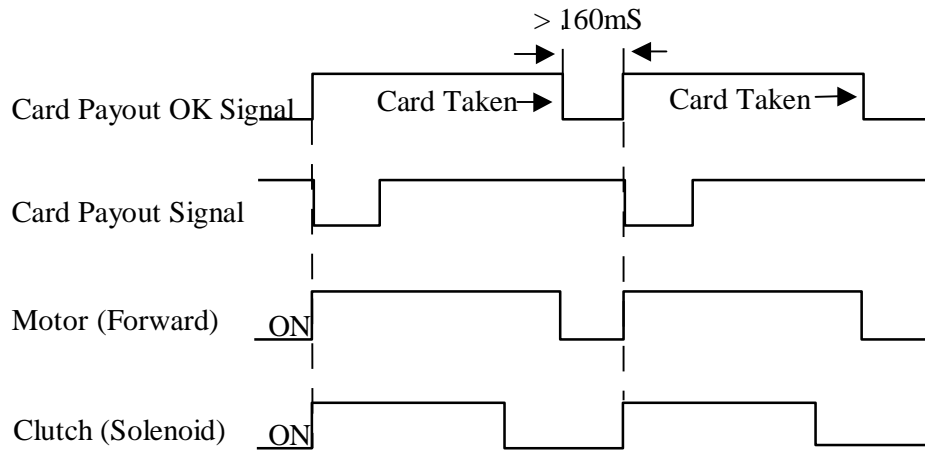 > 160mS
Card Payout OK Signal
Card Taken
Card Taken
Card Payout Signal
Motor (Forward)
ON
Clutch (Solenoid)
ON